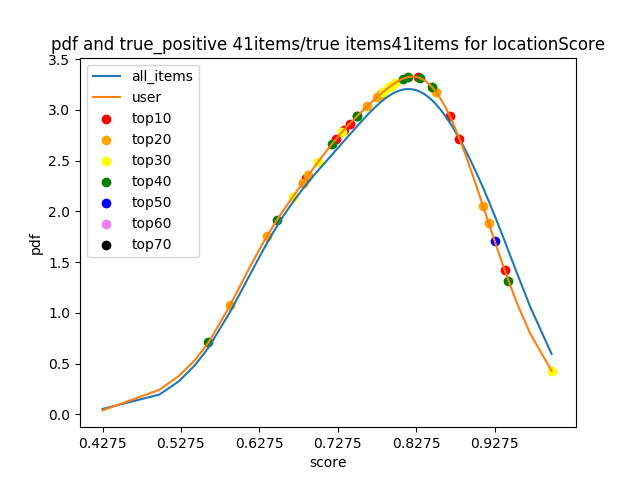 pdf and true_positive 41items/true items41items for locationScore
3.5
3.0
2.5
2.0
1.5
1.0
0.5
0.0
pdf
all_items
user
top10
top20
top30
top40
top50
top60
top70
0.4275 0.5275 0.6275 0.7275 0.8275 0.9275
score